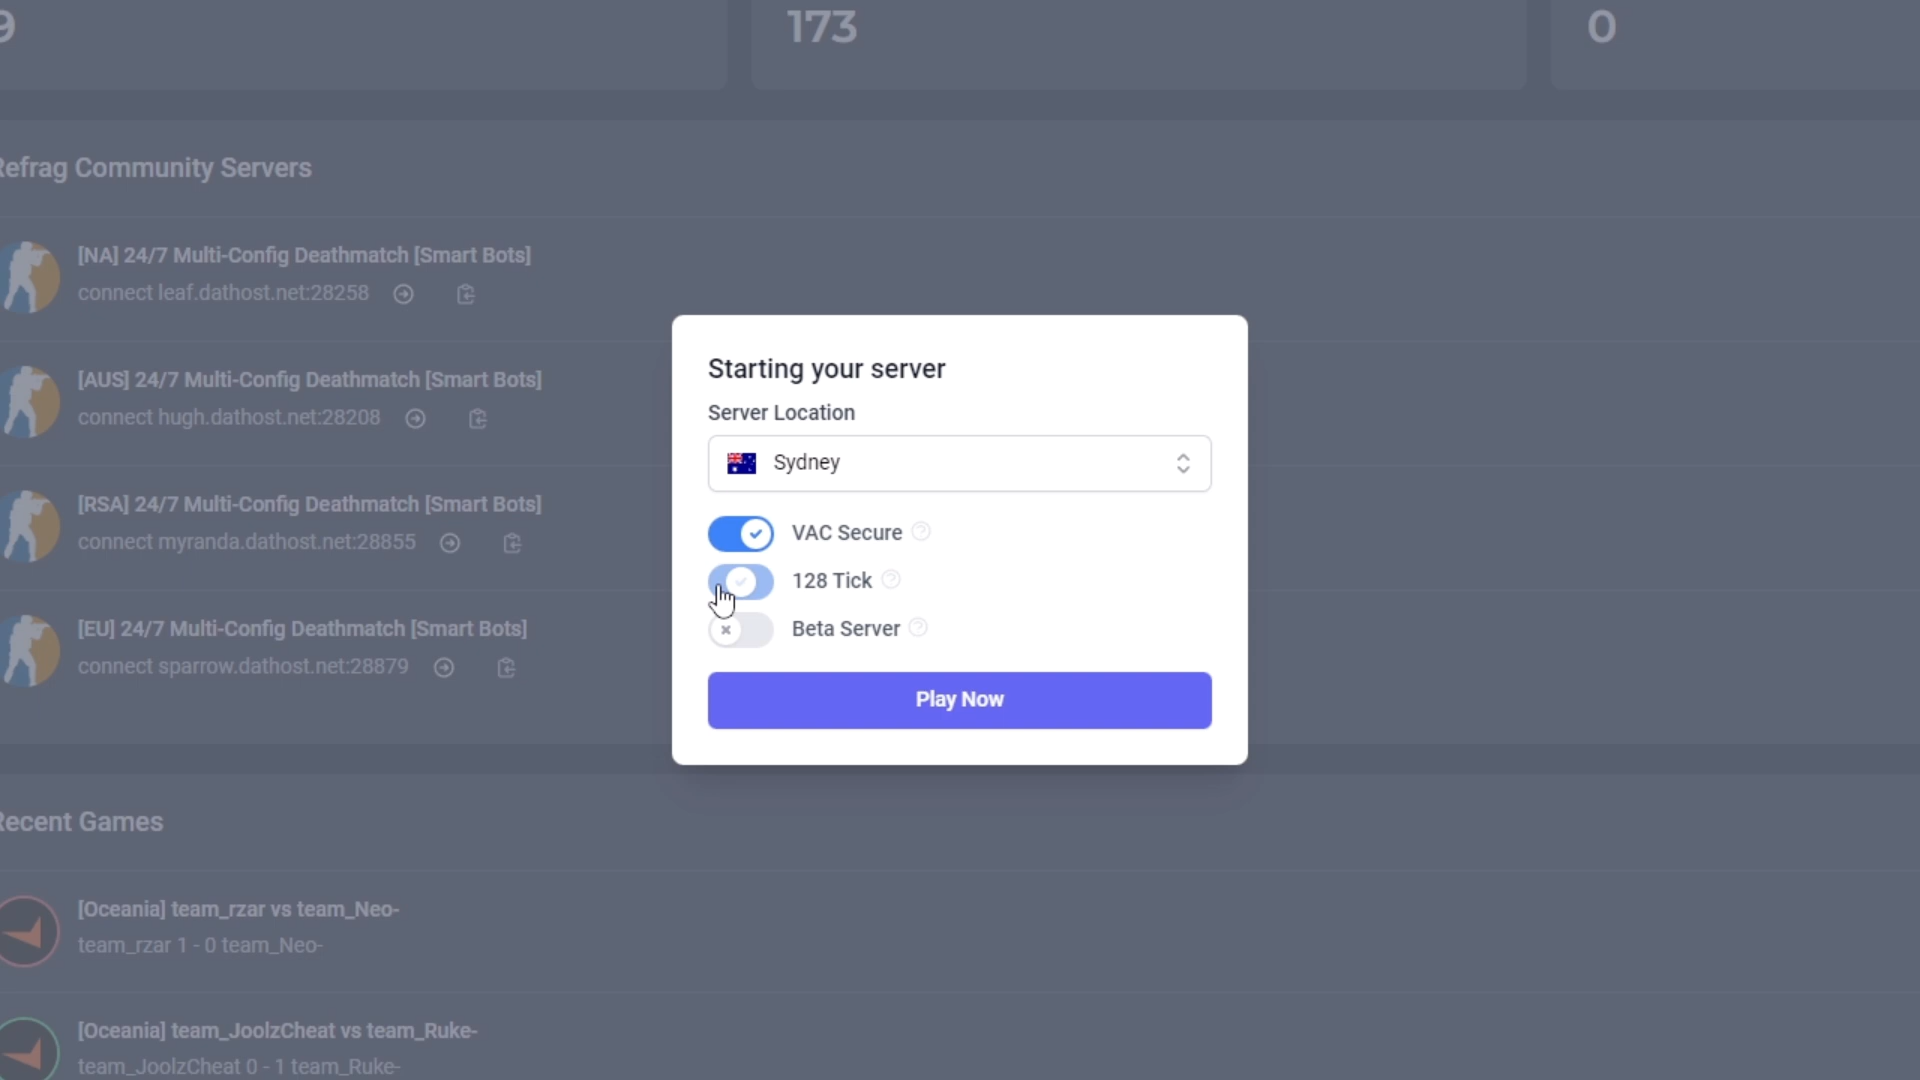 9
173
0
Refrag Community Servers
[NA] 24/7 Multi-Config Deathmatch [Smart Bots]
connect leaf.dathost.net:28258
[AUS] 24/7 Multi-Config Deathmatch [Smart Bots]
connect hugh.dathost.net:28208
[RSA] 24/7 Multi-Config Deathmatch [Smart Bots]
connect myranda.dathost.net:28855
[EU] 24/7 Multi-Config Deathmatch [Smart Bots]
connect sparrow.dathost.net:28879
Starting your server
Server Location
Sydney
VAC Secure
128 Tick
Beta Server
Play Now
Recent Games
[Oceania] team_rzar vs team_Neo-
team_rzar 1 - 0 team_Neo-
[Oceania] team_JoolzCheat vs team_Ruke-
team_JoolzCheat 0 - 1 team_Ruke-